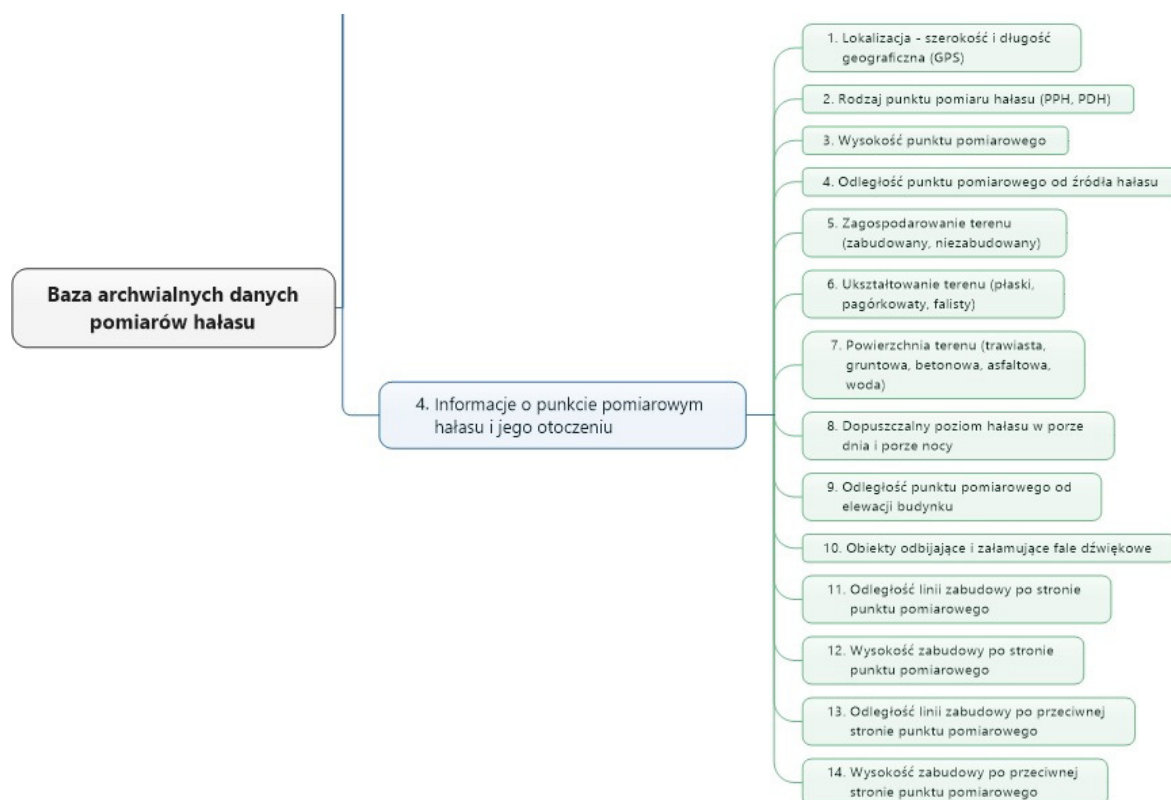 Baza archwialnych danych
pomiarów hałasu
4. Informacje o punkcie pomiarowym
hałasu i jego otoczeniu
1. Lokalizacja - szerokość i długość
geograficzna (GPS)
2. Rodzaj punktu pomiaru hałasu (PPH, PDH)
3. Wysokość punktu pomiarowego
4. Odległość punktu pomiarowego od źródła hałasu
5. Zagospodarowanie terenu
(zabudowany, niezabudowany)
6. Ukształtowanie terenu (płaski,
pagórkowaty, falisty)
7. Powierzchnia terenu (trawiasta,
gruntowa, betonowa, asfaltowa,
woda)
8. Dopuszczalny poziom hałasu w porze
dnia i porze nocy
9. Odległość punktu pomiarowego od
elewacji budynku
10. Obiekty odbijające i załamujące fale dźwiękowe
11. Odległość linii zabudowy po stronie
punktu pomiarowego
12. Wysokość zabudowy po stronie
punktu pomiarowego
13. Odległość linii zabudowy po przeciwnej
stronie punktu pomiarowego
14. Wysokość zabudowy po przeciwnej
stronie punktu pomiarowego